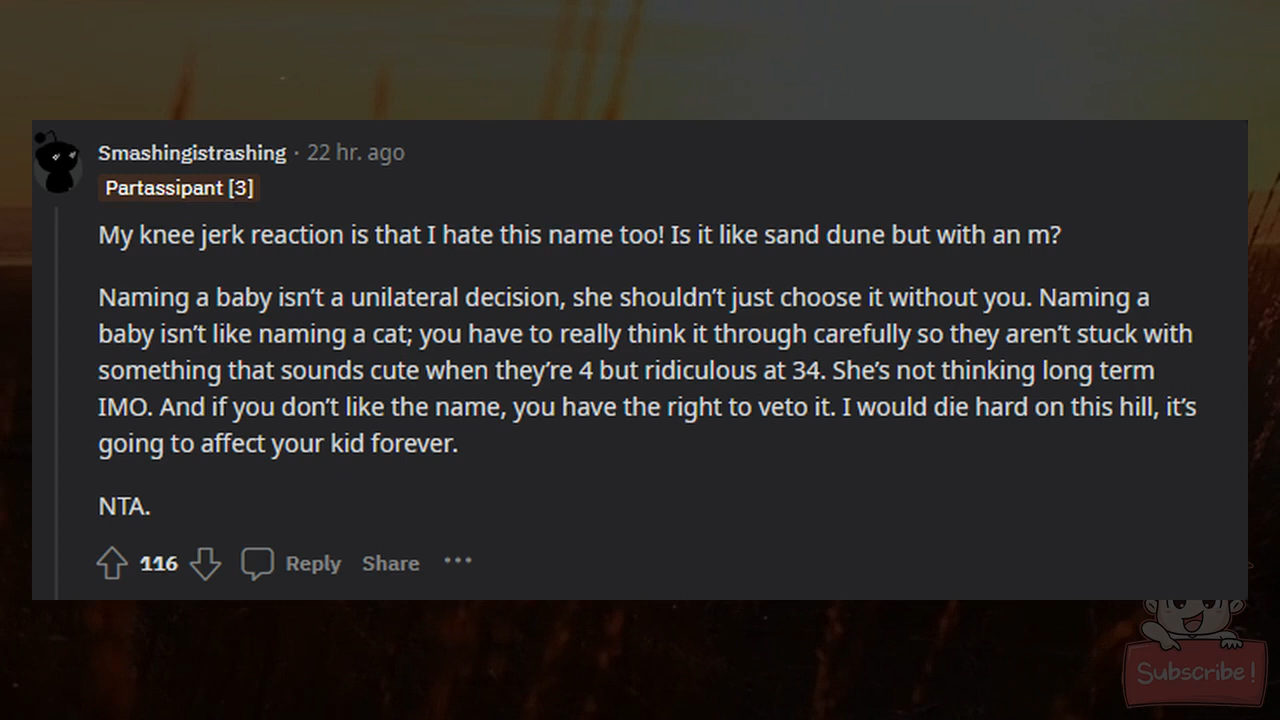 Smashingistrashing · 22 hr. ago
Partassipant [3]
My knee jerk reaction is that I hate this name too! Is it like sand dune but with an m?
Naming a baby isn’t a unilateral decision, she shouldn’t just choose it without you. Naming a
baby isn’t like naming a cat; you have to really think it through carefully so they aren’t stuck with
something that sounds cute when they’re 4 but ridiculous at 34. She’s not thinking long term
IMO. And if you don’t like the name, you have the right to veto it. I would die hard on this hill, it’s
going to affect your kid forever.
NTA.
116 Reply Share ···
Subscribe!